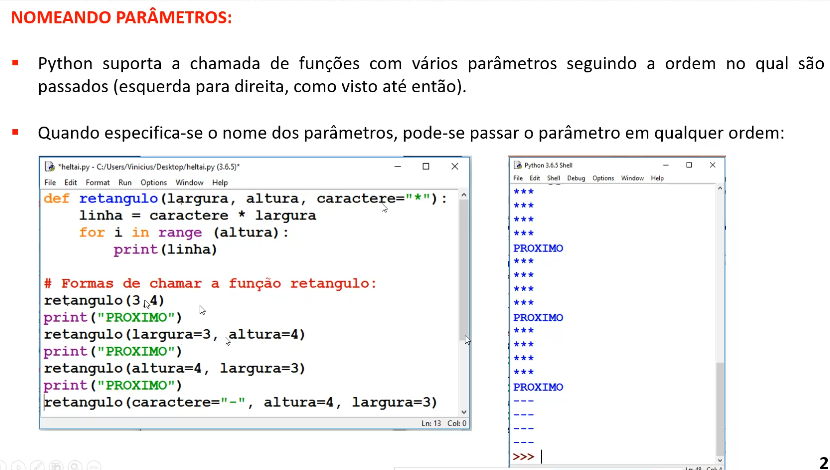 NOMEANDO PARÂMETROS:
▪ Python suporta a chamada de funções com vários parâmetros seguindo a ordem no qual são
passados (esquerda para direita, como visto até então).
▪ Quando especifica-se o nome dos parâmetros, pode-se passar o parâmetro em qualquer ordem:
*heltai.py - C:/Users/Vinicius/Desktop/heltai.py (3.6.5)*
File Edit Format Run Options Window Help
def retangulo(largura, altura, caractere="*"):
    linha = caractere * largura
    for i in range (altura):
        print(linha)
# Formas de chamar a função retangulo:
retangulo(3,4)
print("PROXIMO")
retangulo(largura=3, altura=4)
print("PROXIMO")
retangulo(altura=4, largura=3)
print("PROXIMO")
retangulo(caractere="-", altura=4, largura=3)
Ln: 13 Col: 0
Python 3.6.5 Shell
File Edit Shell Debug Options Window Help
***
***
***
***
PROXIMO
***
***
***
***
PROXIMO
***
***
***
***
PROXIMO
---
---
---
---
>>>
2